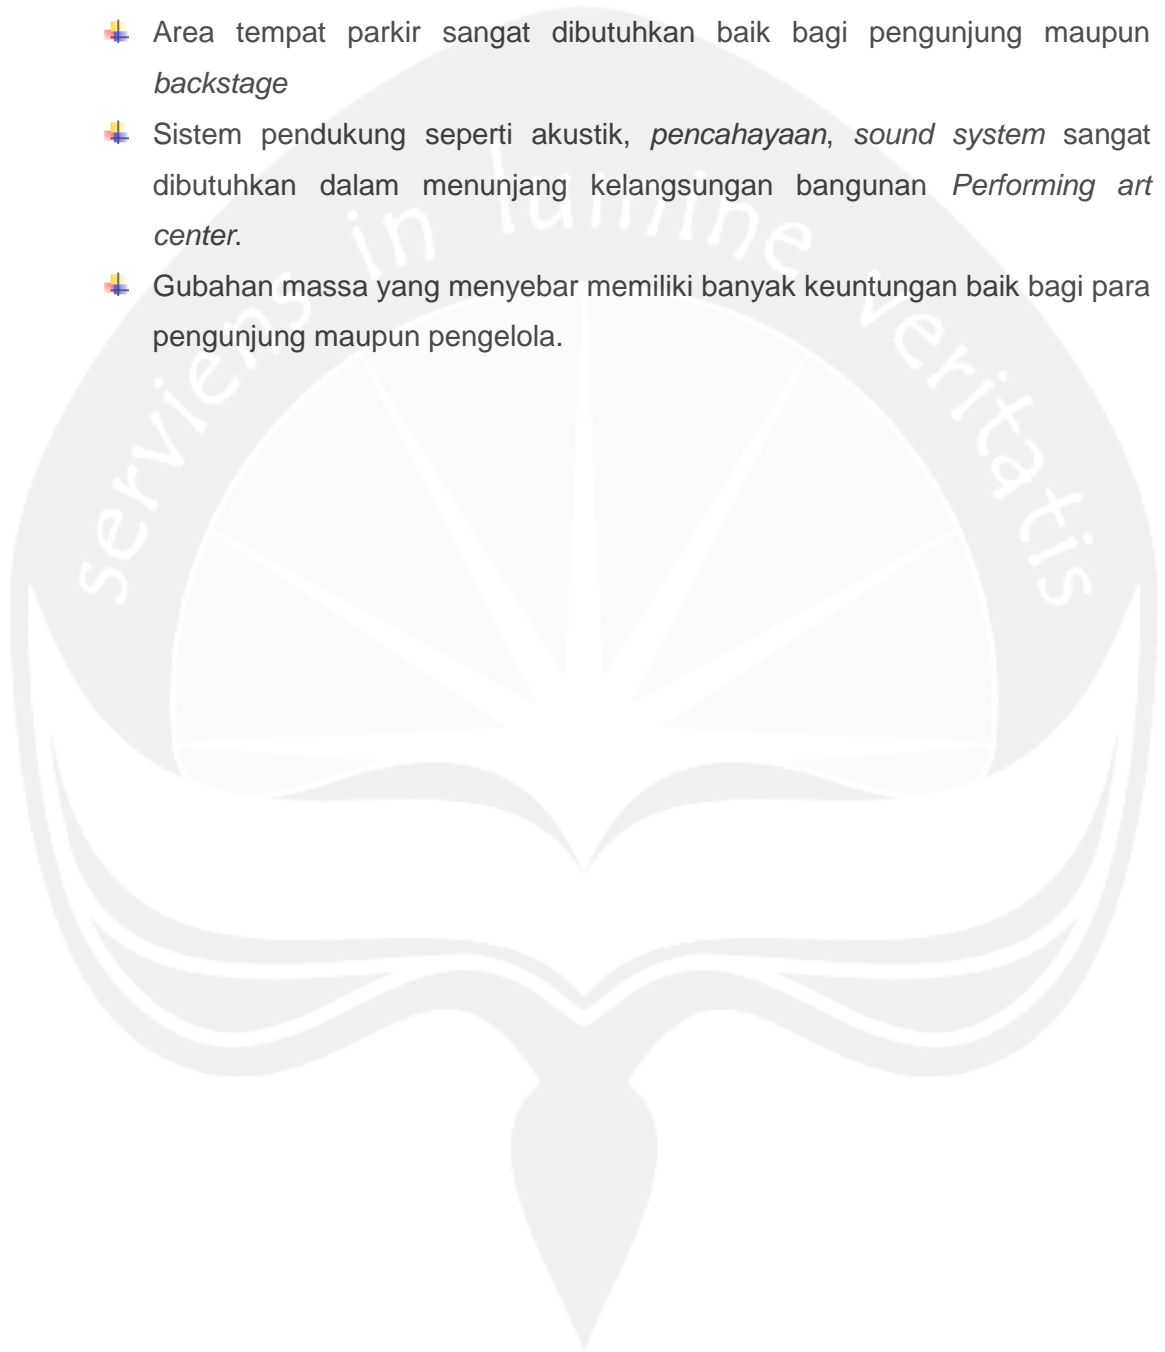 Area tempat parkir sangat dibutuhkan baik bagi pengunjung maupun
backstage
Sistem pendukung seperti akustik, pencahayaan, sound system sangat
dibutuhkan dalam menunjang kelangsungan bangunan Performing art
center.
Gubahan massa yang menyebar memiliki banyak keuntungan baik bagi para
pengunjung maupun pengelola.
serviens in lumine veritatis